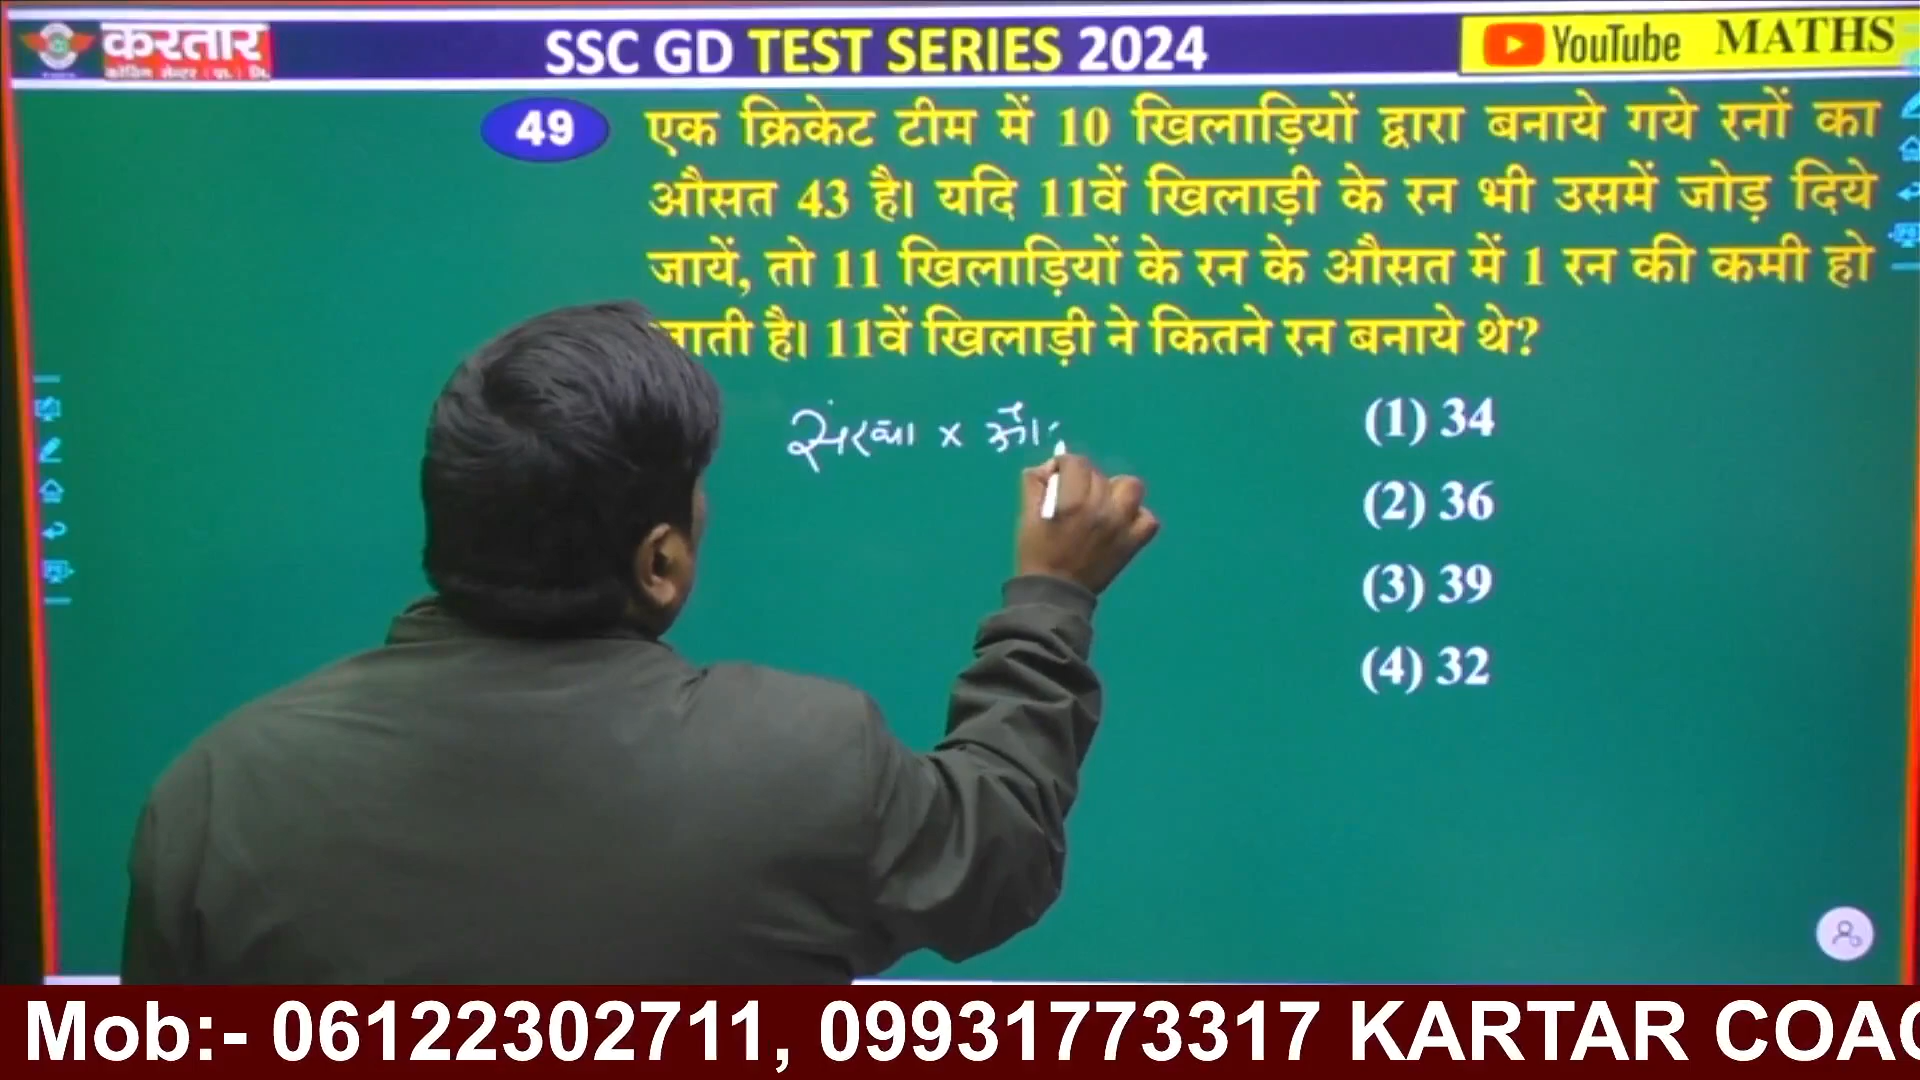 करतार
कोचिंग सेन्टर (प्रा.) लि.
SSC GD TEST SERIES 2024
YouTube MATHS
49
एक क्रिकेट टीम में 10 खिलाड़ियों द्वारा बनाये गये रनों का
औसत 43 है। यदि 11वें खिलाड़ी के रन भी उसमें जोड़ दिये
जायें, तो 11 खिलाड़ियों के रन के औसत में 1 रन की कमी हो
जाती है। 11वें खिलाड़ी ने कितने रन बनाये थे?
संख्या ×
(1) 34
(2) 36
(3) 39
(4) 32
Mob:- 06122302711, 09931773317 KARTAR COAC